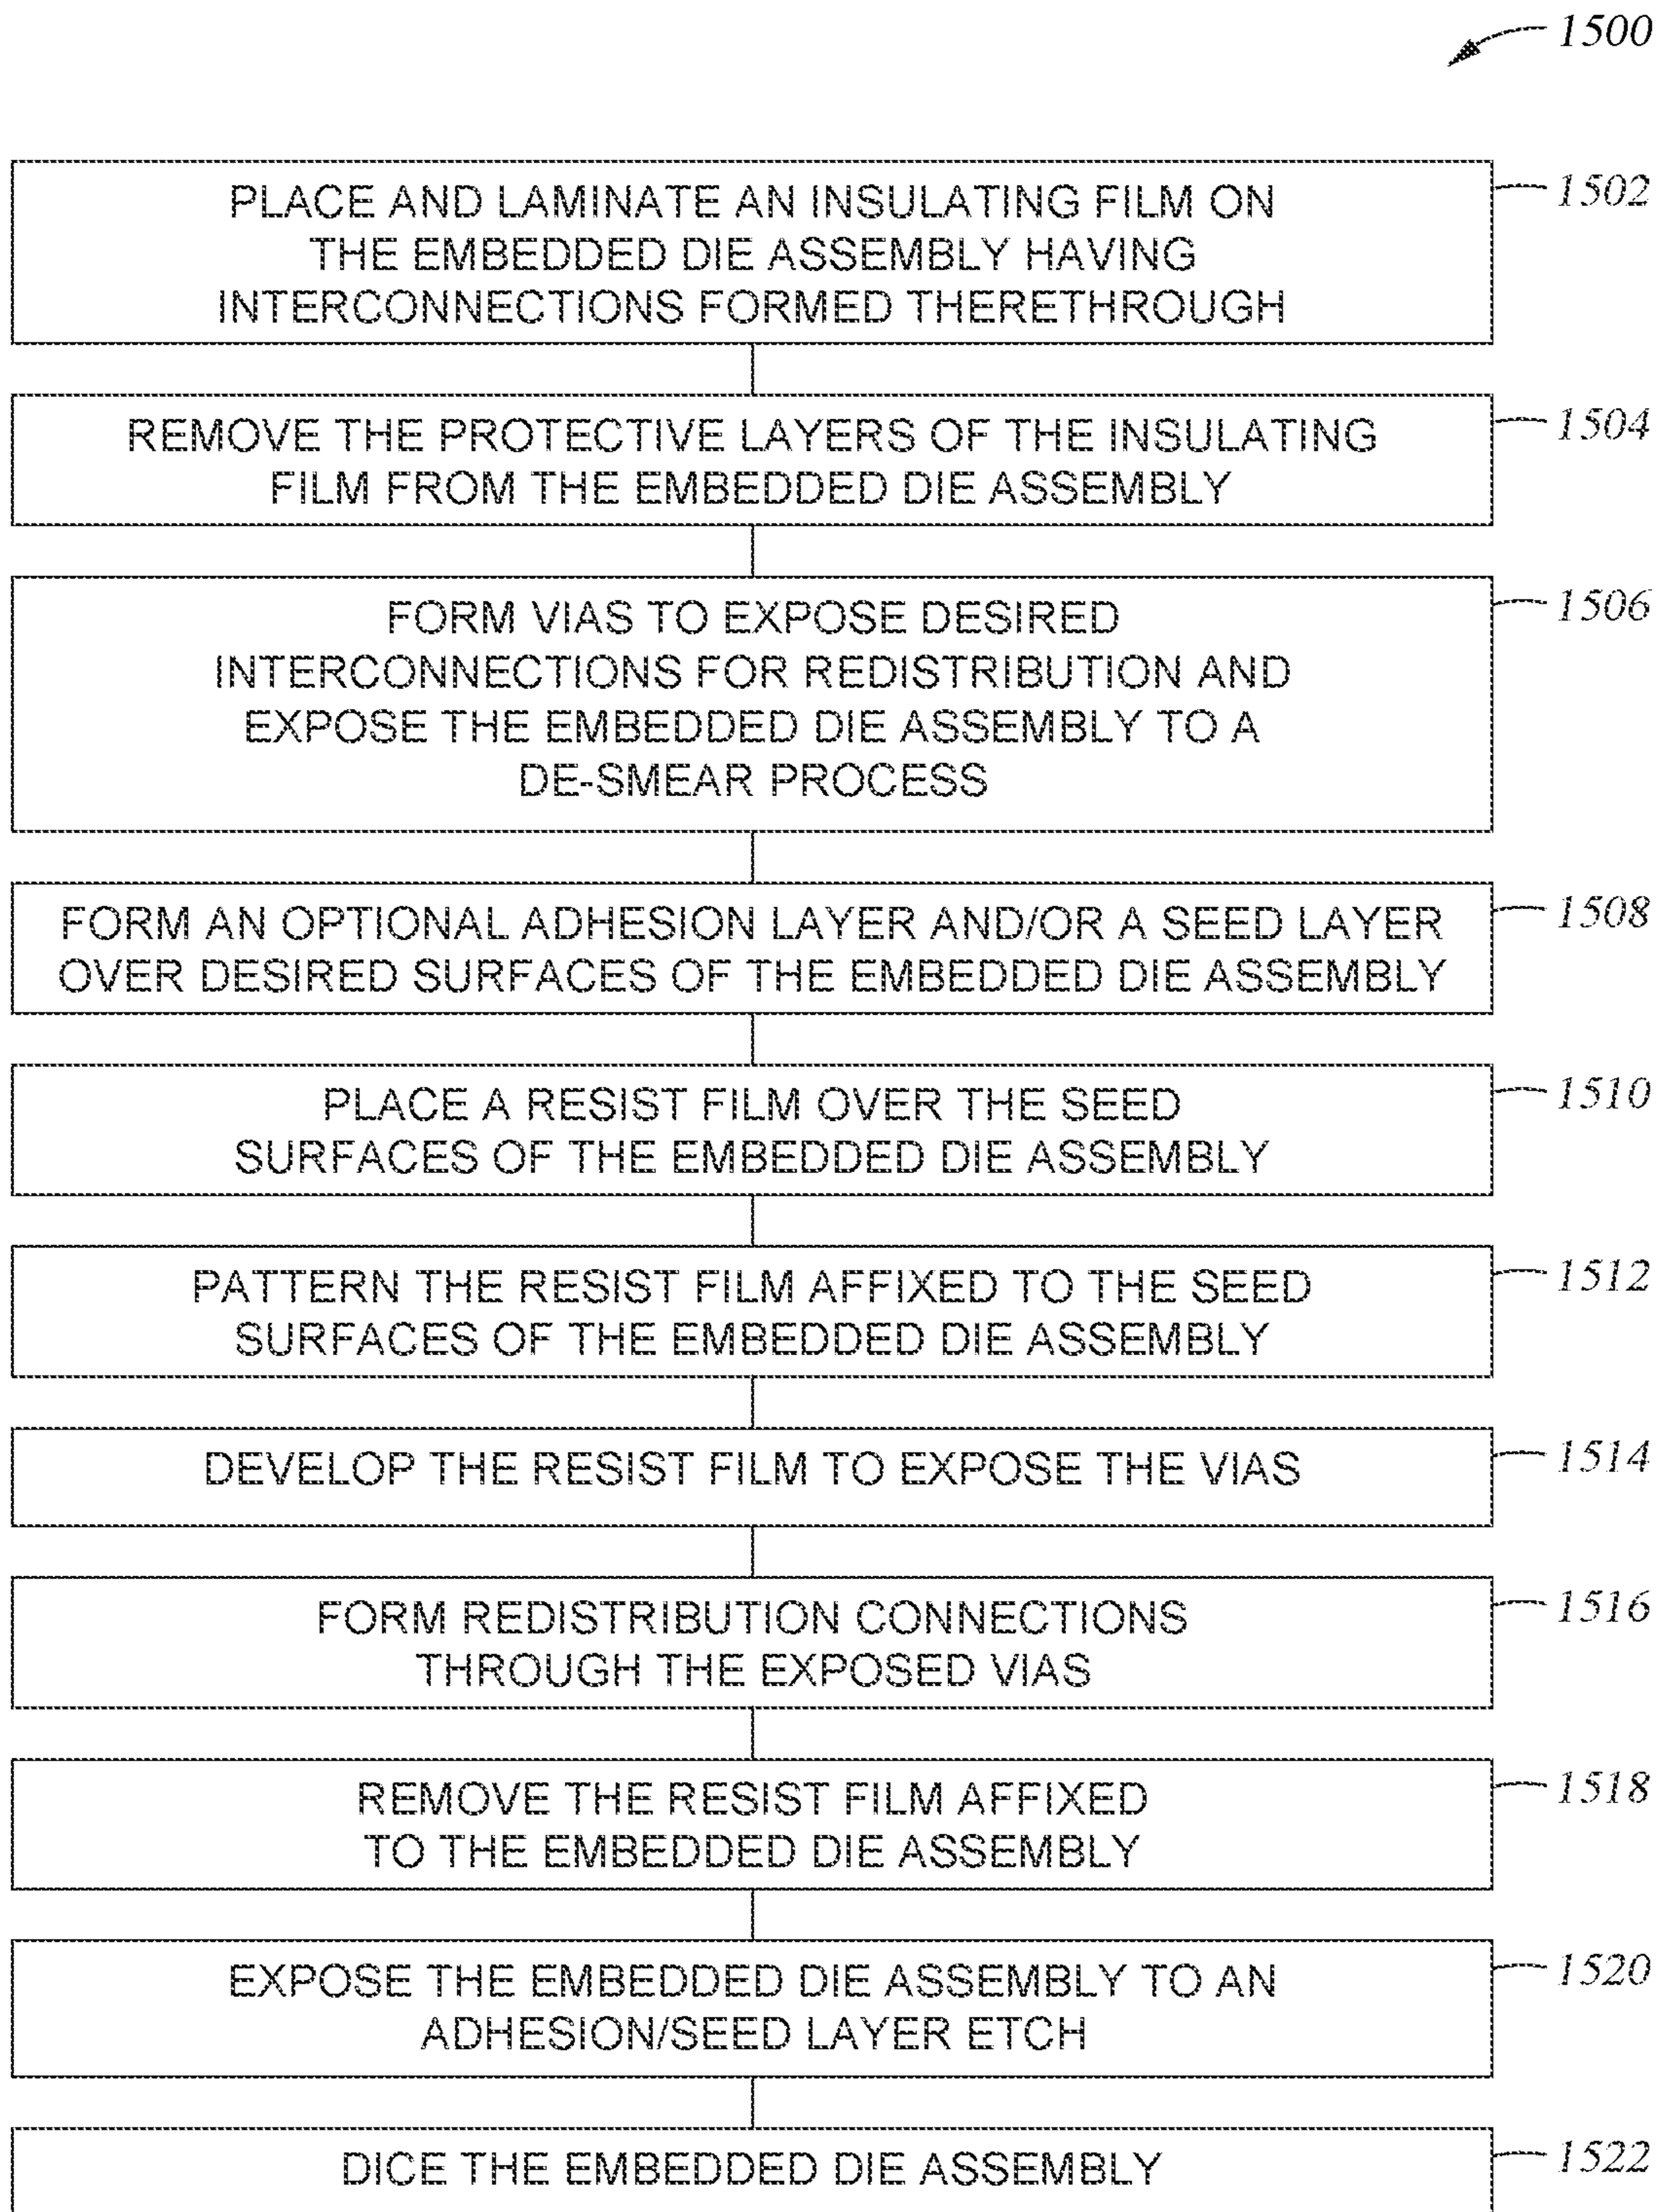 1500
PLACE AND LAMINATE AN INSULATING FILM ON
THE EMBEDDED DIE ASSEMBLY HAVING
INTERCONNECTIONS FORMED THERETHROUGH
1502
REMOVE THE PROTECTIVE LAYERS OF THE INSULATING
FILM FROM THE EMBEDDED DIE ASSEMBLY
1504
FORM VIAS TO EXPOSE DESIRED
INTERCONNECTIONS FOR REDISTRIBUTION AND
EXPOSE THE EMBEDDED DIE ASSEMBLY TO A
DE-SMEAR PROCESS
1506
FORM AN OPTIONAL ADHESION LAYER AND/OR A SEED LAYER
OVER DESIRED SURFACES OF THE EMBEDDED DIE ASSEMBLY
1508
PLACE A RESIST FILM OVER THE SEED
SURFACES OF THE EMBEDDED DIE ASSEMBLY
1510
PATTERN THE RESIST FILM AFFIXED TO THE SEED
SURFACES OF THE EMBEDDED DIE ASSEMBLY
1512
DEVELOP THE RESIST FILM TO EXPOSE THE VIAS
1514
FORM REDISTRIBUTION CONNECTIONS
THROUGH THE EXPOSED VIAS
1516
REMOVE THE RESIST FILM AFFIXED
TO THE EMBEDDED DIE ASSEMBLY
1518
EXPOSE THE EMBEDDED DIE ASSEMBLY TO AN
ADHESION/SEED LAYER ETCH
1520
DICE THE EMBEDDED DIE ASSEMBLY
1522